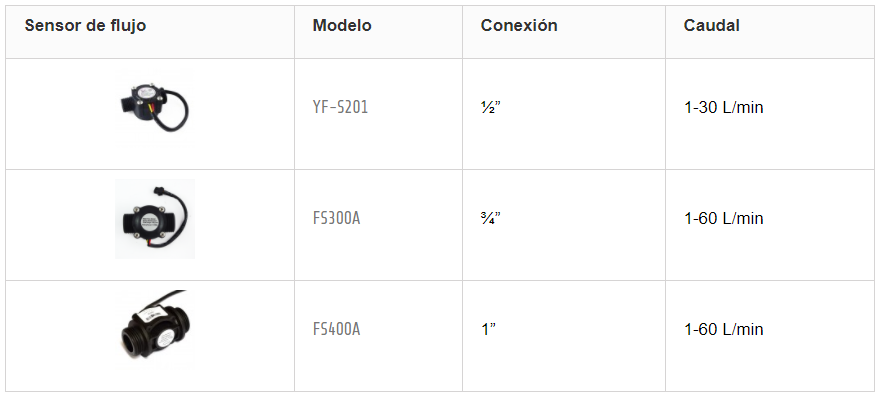 Sensor de flujo Modelo Conexión Caudal
YF-S201 ½” 1-30 L/min
FS300A ¾” 1-60 L/min
FS400A 1” 1-60 L/min